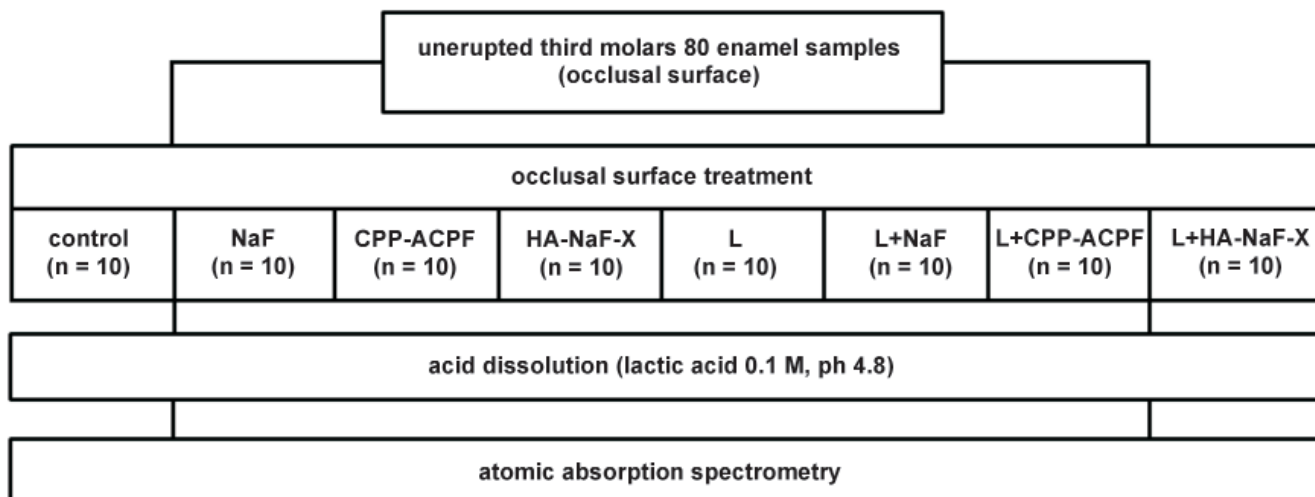 unerupted third molars 80 enamel samples
(occlusal surface)
occlusal surface treatment
control
(n = 10)
NaF
(n = 10)
CPP-ACPF
(n = 10)
HA-NaF-X
(n = 10)
L
(n = 10)
L+NaF
(n = 10)
L+CPP-ACPF
(n = 10)
L+HA-NaF-X
(n = 10)
acid dissolution (lactic acid 0.1 M, ph 4.8)
atomic absorption spectrometry